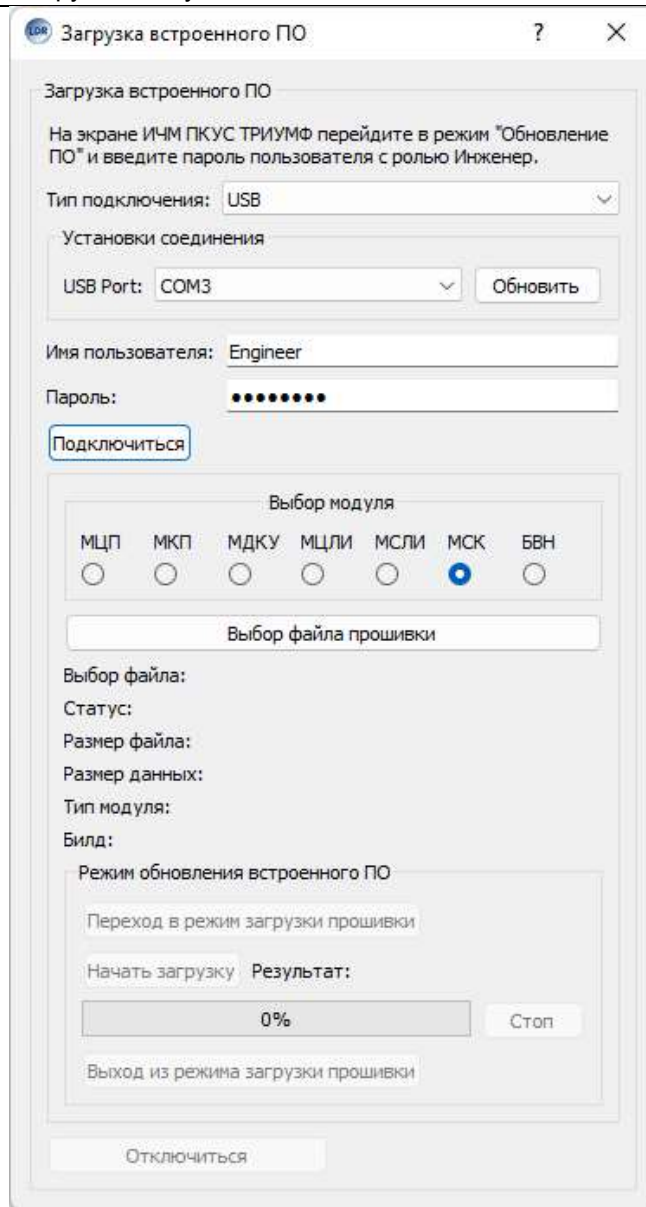 LDR Загрузка встроенного ПО ?
Загрузка встроенного ПО
На экране ИЧМ ПКУС ТРИУМФ перейдите в режим "Обновление
ПО" и введите пароль пользователя с ролью Инженер.
Тип подключения: USB
Установки соединения
USB Port: COM3 Обновить
Имя пользователя: Engineer
Пароль: ●●●●●●●●
Подключиться
Выбор модуля
МЦП МКП МДКУ МЦЛИ МСЛИ МСК БВН
Выбор файла прошивки
Выбор файла:
Статус:
Размер файла:
Размер данных:
Тип модуля:
Билд:
Режим обновления встроенного ПО
Переход в режим загрузки прошивки
Начать загрузку Результат:
0% Стоп
Выход из режима загрузки прошивки
Отключиться